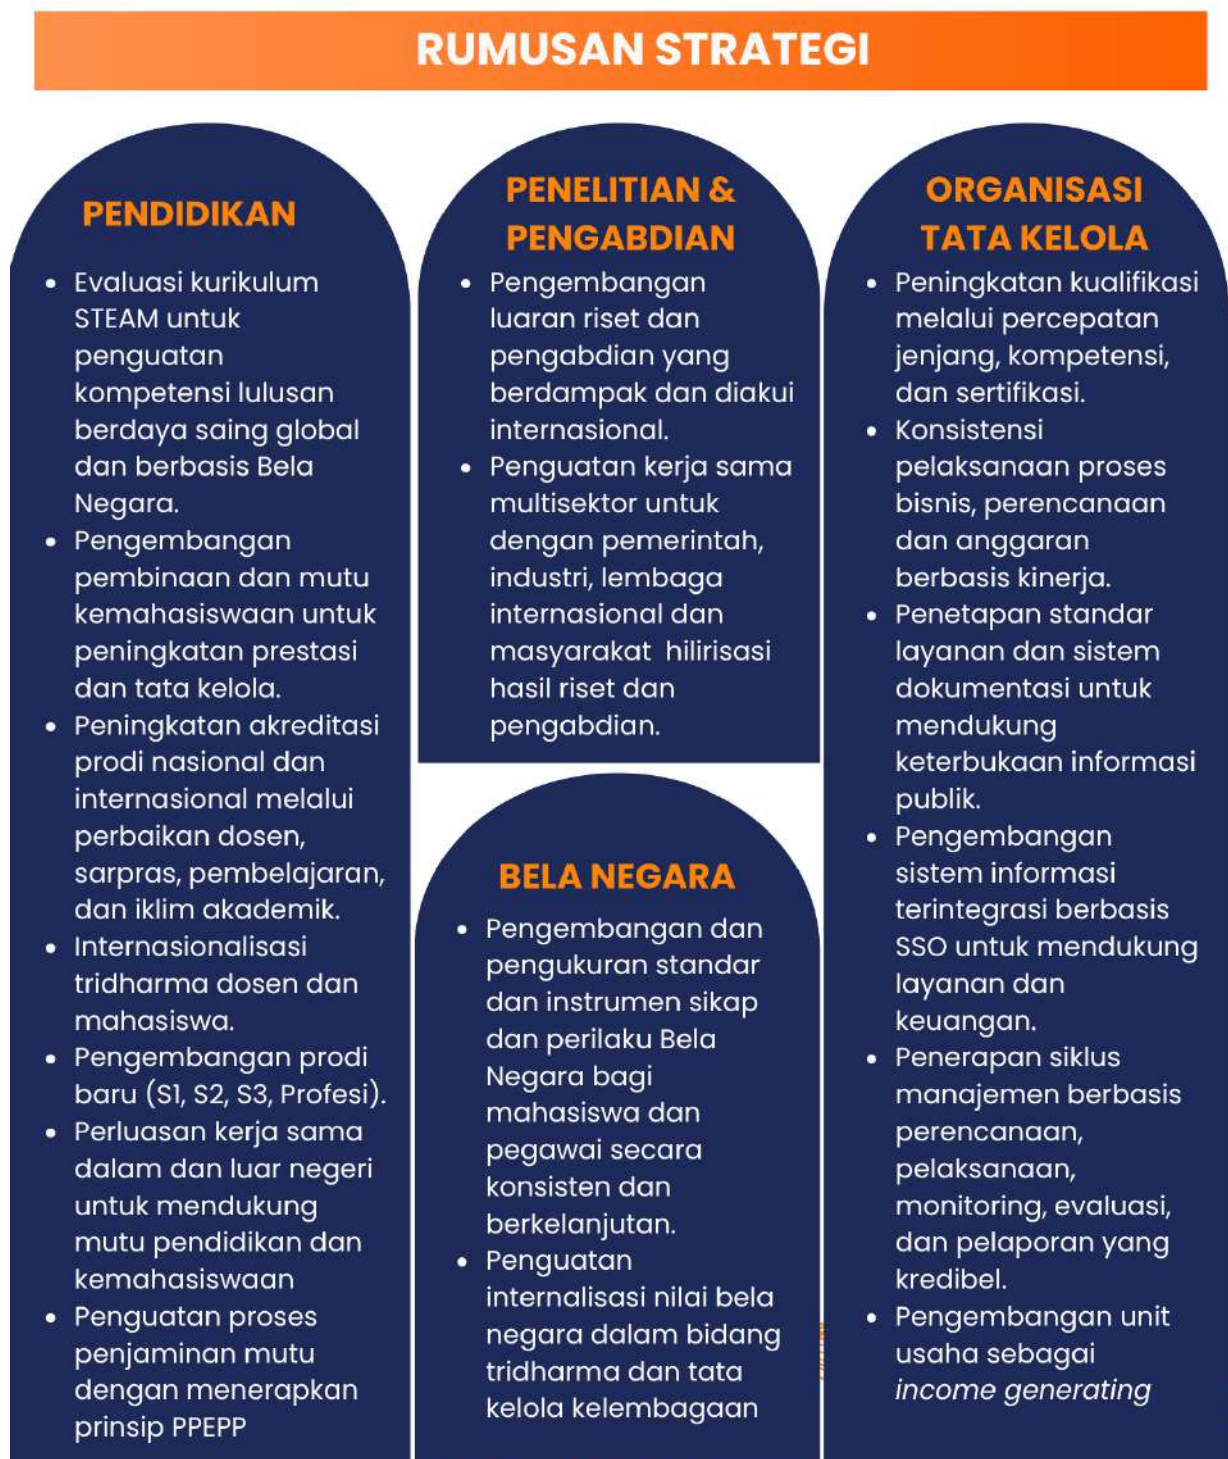 RUMUSAN STRATEGI
PENDIDIKAN
• Evaluasi kurikulum
STEAM untuk
penguatan
kompetensi lulusan
berdaya saing global
dan berbasis Bela
Negara.
• Pengembangan
pembinaan dan mutu
kemahasiswaan untuk
peningkatan prestasi
dan tata kelola.
• Peningkatan akreditasi
prodi nasional dan
internasional melalui
perbaikan dosen,
sarpras, pembelajaran,
dan iklim akademik.
• Internasionalisasi
tridharma dosen dan
mahasiswa.
• Pengembangan prodi
baru (S1, S2, S3, Profesi).
• Perluasan kerja sama
dalam dan luar negeri
untuk mendukung
mutu pendidikan dan
kemahasiswaan
• Penguatan proses
penjaminan mutu
dengan menerapkan
prinsip PPEPP
PENELITIAN &
PENGABDIAN
• Pengembangan
luaran riset dan
pengabdian yang
berdampak dan diakui
internasional.
• Penguatan kerja sama
multisektor untuk
dengan pemerintah,
industri, lembaga
internasional dan
masyarakat hilirisasi
hasil riset dan
pengabdian.
BELA NEGARA
• Pengembangan dan
pengukuran standar
dan instrumen sikap
dan perilaku Bela
Negara bagi
mahasiswa dan
pegawai secara
konsisten dan
berkelanjutan.
• Penguatan
internalisasi nilai bela
negara dalam bidang
tridharma dan tata
kelola kelembagaan
ORGANISASI
TATA KELOLA
• Peningkatan kualifikasi
melalui percepatan
jenjang, kompetensi,
dan sertifikasi.
• Konsistensi
pelaksanaan proses
bisnis, perencanaan
dan anggaran
berbasis kinerja.
• Penetapan standar
layanan dan sistem
dokumentasi untuk
mendukung
keterbukaan informasi
publik.
• Pengembangan
sistem informasi
terintegrasi berbasis
SSO untuk mendukung
layanan dan
keuangan.
• Penerapan siklus
manajemen berbasis
perencanaan,
pelaksanaan,
monitoring, evaluasi,
dan pelaporan yang
kredibel.
• Pengembangan unit
usaha sebagai
income generating